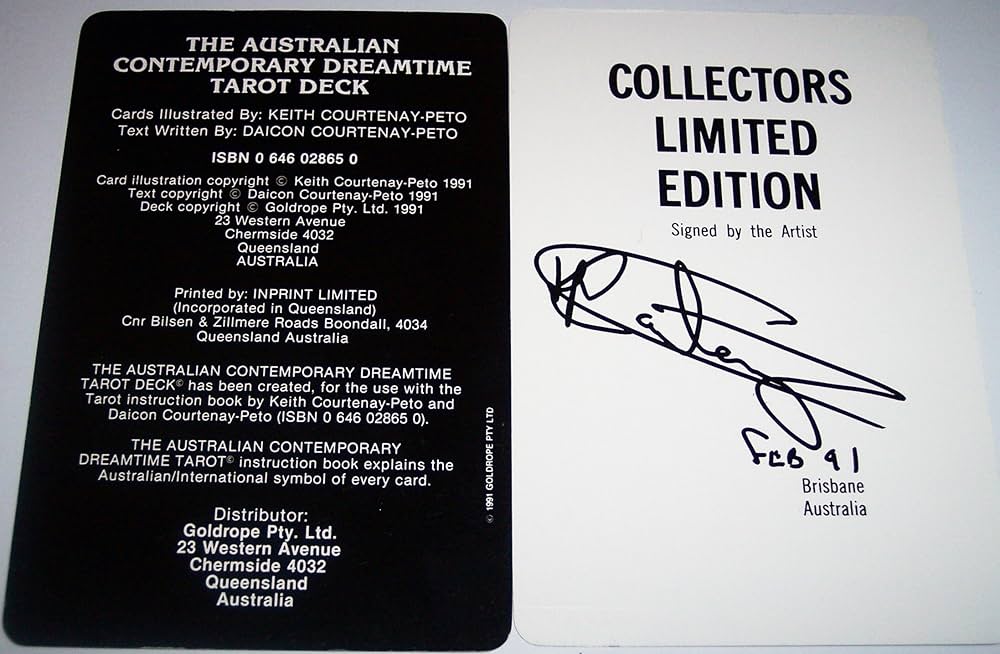 THE AUSTRALIAN
CONTEMPORARY DREAMTIME
TAROT DECK
Cards Illustrated By: KEITH COURTENAY-PETO
Text Written By: DAICON COURTENAY-PETO
ISBN 0 646 02865 0
Card illustration copyright © Keith Courtenay-Peto 1991
Text copyright © Daicon Courtenay-Peto 1991
Deck copyright © Goldrope Pty. Ltd. 1991
23 Western Avenue
Chermside 4032
Queensland
AUSTRALIA
Printed by: INPRINT LIMITED
(Incorporated in Queensland)
Cnr Bilsen & Zillmere Roads Boondall, 4034
Queensland Australia
THE AUSTRALIAN CONTEMPORARY DREAMTIME
TAROT DECK© has been created, for the use with the
Tarot instruction book by Keith Courtenay-Peto and
Daicon Courtenay-Peto (ISBN 0 646 02865 0).
THE AUSTRALIAN CONTEMPORARY
DREAMTIME TAROT© instruction book explains the
Australian/International symbol of every card.
Distributor:
Goldrope Pty. Ltd.
23 Western Avenue
Chermside 4032
Queensland
Australia
© 1991 GOLDROPE PTY LTD
COLLECTORS
LIMITED
EDITION
Signed by the Artist
FEB 91
Brisbane
Australia